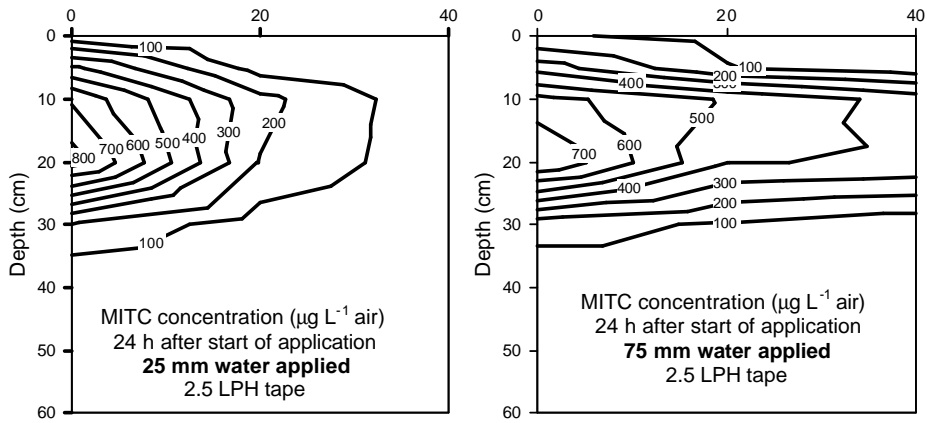 0 20 40
0
10
20
30
40
50
60
Depth (cm)
100
200
300
400
500
600
700
800
100
MITC concentration (µg L-1 air)
24 h after start of application
25 mm water applied
2.5 LPH tape
0 20 40
0
10
20
30
40
50
60
Depth (cm)
100
200
400
500
600
700
400
300
200
100
MITC concentration (µg L-1 air)
24 h after start of application
75 mm water applied
2.5 LPH tape